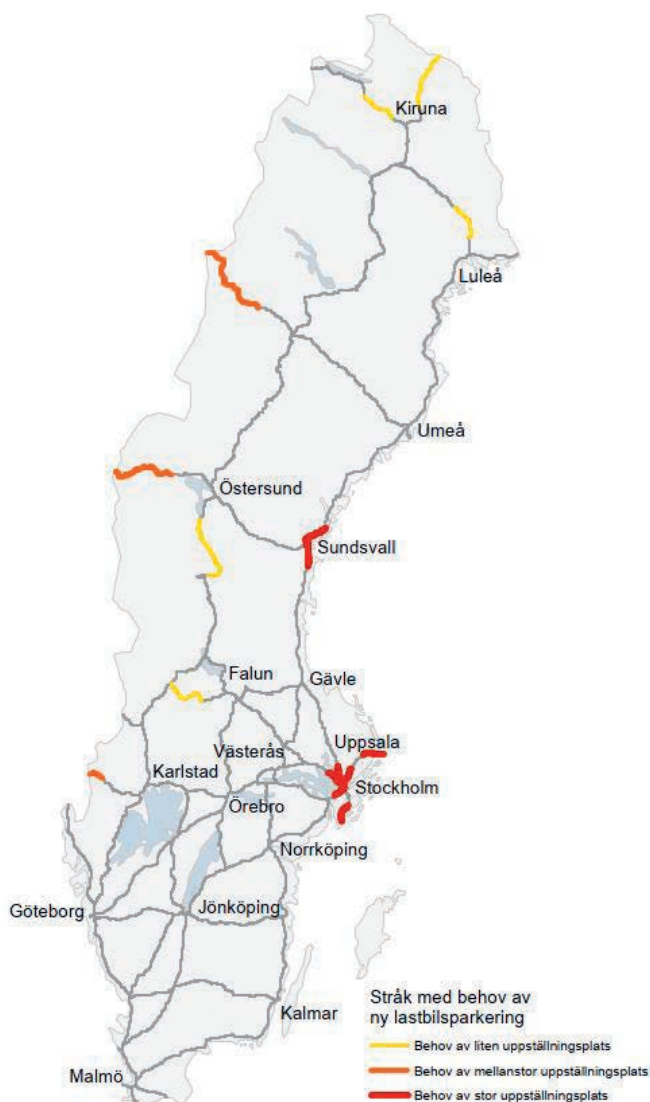 Kiruna
Luleå
Umeå
Östersund
Sundsvall
Falun
Gävle
Uppsala
Västerås
Karlstad
Stockholm
Örebro
Norrköping
Göteborg
Jönköping
Kalmar
Malmö
Stråk med behov av
ny lastbilsparkering
Behov av liten uppställningsplats
Behov av mellanstor uppställningsplats
Behov av stor uppställningsplats